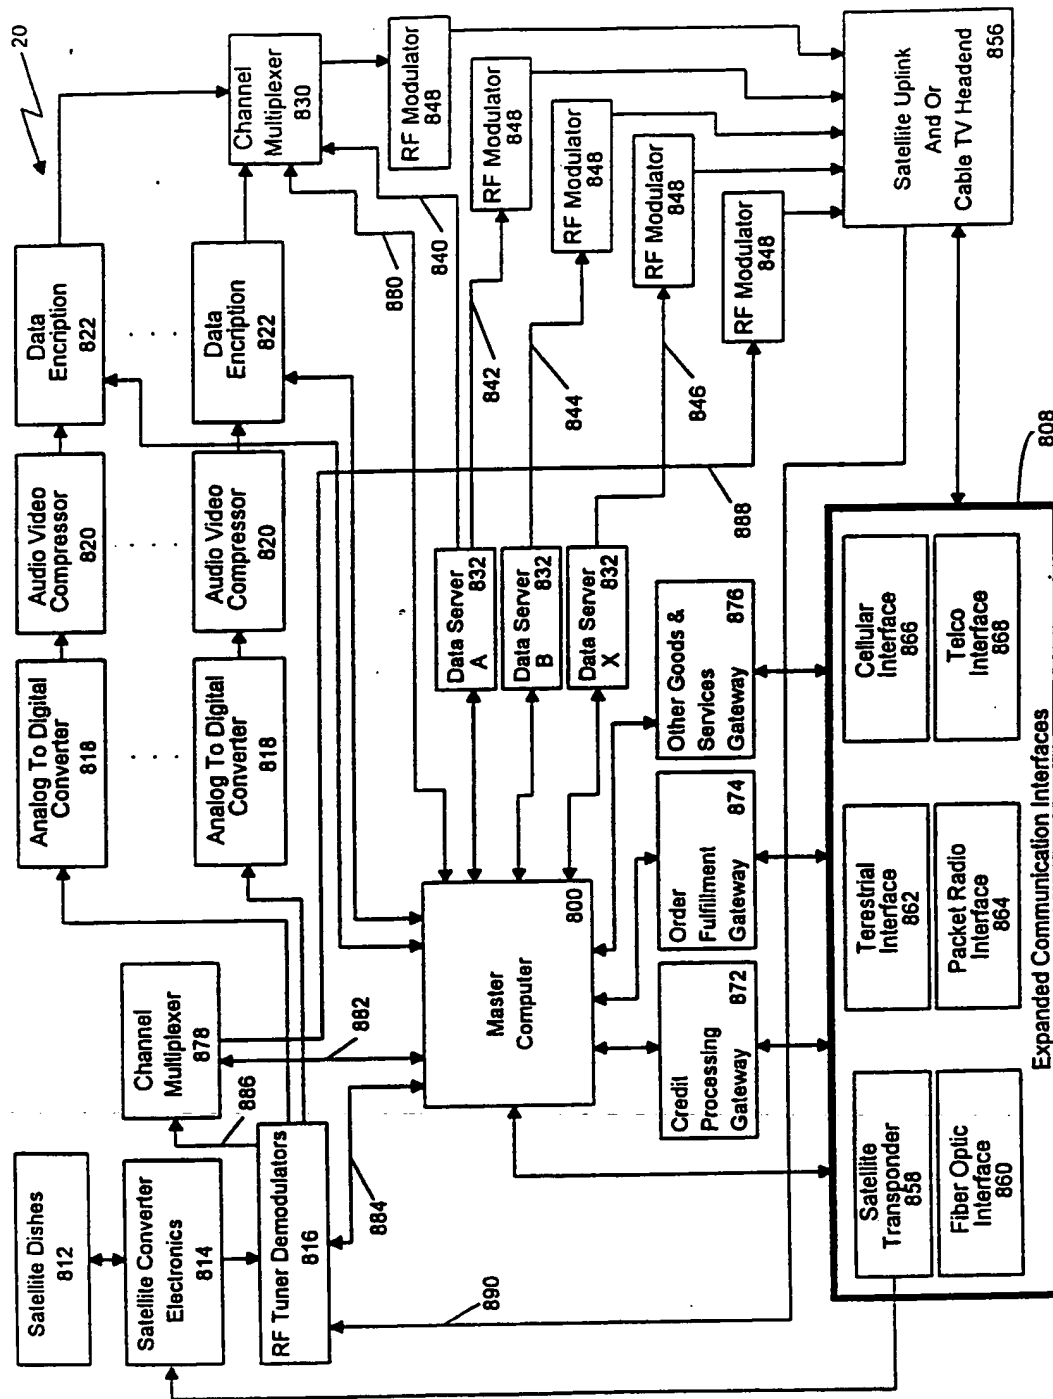 20
Satellite Dishes
812
Satellite Converter
Electronics
814
RF Tuner Demodulators
816
Channel
Multiplexer
878
886
882
884
890
Analog To Digital
Converter
818
Audio Video
Compressor
820
Data
Encription
822
. . .
. . . .
. . . .
Analog To Digital
Converter
818
Audio Video
Compressor
820
Data
Encription
822
Channel
Multiplexer
830
RF Modulator
848
RF Modulator
848
RF Modulator
848
RF Modulator
848
RF Modulator
848
880
840
842
844
846
888
Master
Computer
800
Data Server
A 832
Data Server
B 832
Data Server
X 832
Credit
Processing
Gateway 872
Order
Fulfillment
Gateway 874
Other Goods &
Services
Gateway 876
Satellite Uplink
And Or
Cable TV Headend
856
808
Satellite
Transponder
858
Fiber Optic
Interface
860
Terestrial
Interface
862
Packet Radio
Interface
864
Cellular
Interface
866
Telco
Interface
868
Expanded Communication Interfaces